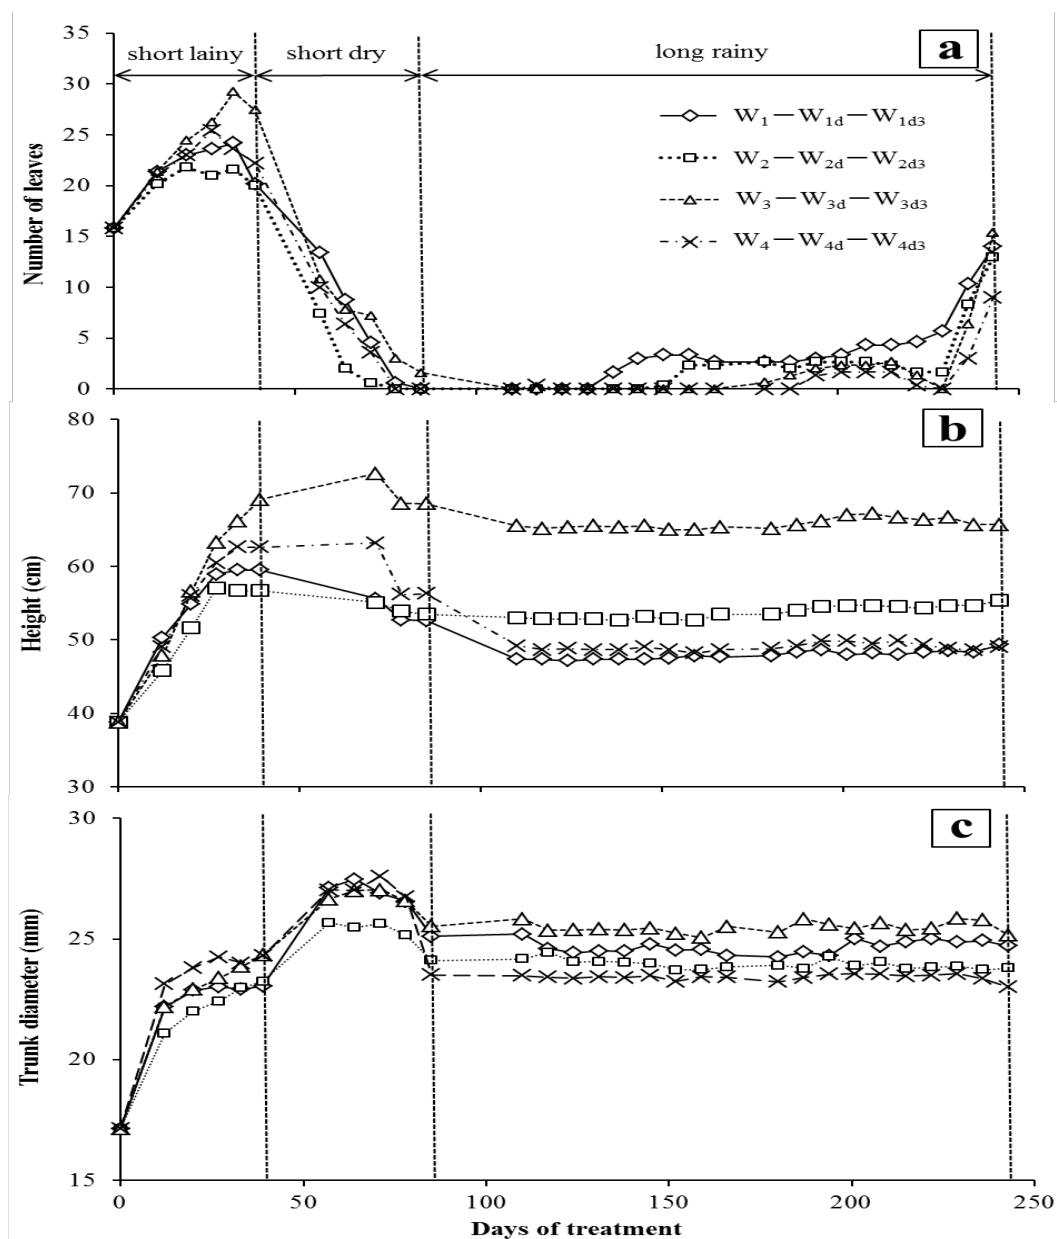 35
30
25
20
15
10
5
0
Number of leaves
short lainy
short dry
long rainy
a
W₁—W₁d—W₁d₃
W₂—W₂d—W₂d₃
W₃—W₃d—W₃d₃
W₄—W₄d—W₄d₃
80
70
60
50
40
30
Height (cm)
b
30
25
20
15
Trunk diameter (mm)
c
0 50 100 150 200 250
Days of treatment